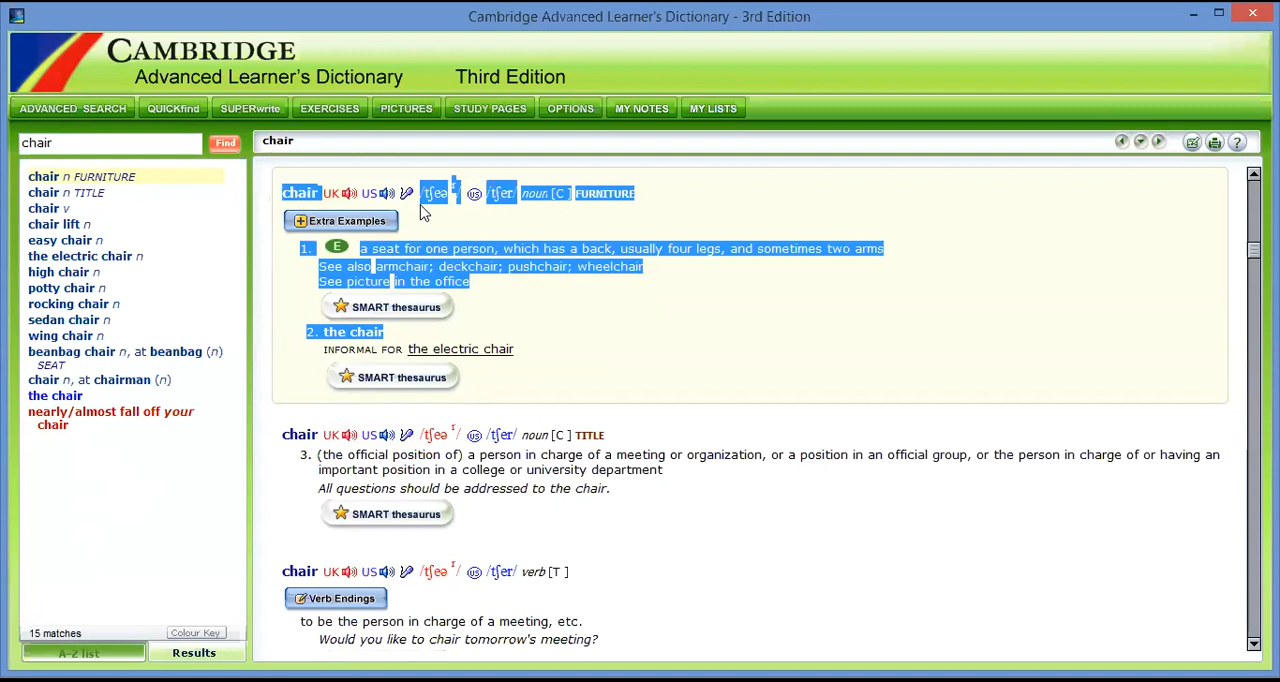 Cambridge Advanced Learner's Dictionary - 3rd Edition
CAMBRIDGE
Advanced Learner's Dictionary Third Edition
ADVANCED SEARCH QUICKfind SUPERwrite EXERCISES PICTURES STUDY PAGES OPTIONS MY NOTES MY LISTS
chair Find
chair n FURNITURE
chair n TITLE
chair v
chair lift n
easy chair n
the electric chair n
high chair n
potty chair n
rocking chair n
sedan chair n
wing chair n
beanbag chair n, at beanbag (n)
SEAT
chair n, at chairman (n)
the chair
nearly/almost fall off your
chair
15 matches Colour Key
A-Z list Results
chair
chair UK US /tʃeəʳ/ US /tʃer/ noun [C ] FURNITURE
Extra Examples
1. E a seat for one person, which has a back, usually four legs, and sometimes two arms
See also armchair; deckchair; pushchair; wheelchair
See picture in the office
SMART thesaurus
2. the chair
INFORMAL FOR the electric chair
SMART thesaurus
chair UK US /tʃeəʳ/ US /tʃer/ noun [C ] TITLE
3. (the official position of) a person in charge of a meeting or organization, or a position in an official group, or the person in charge of or having an
important position in a college or university department
All questions should be addressed to the chair.
SMART thesaurus
chair UK US /tʃeəʳ/ US /tʃer/ verb [T ]
Verb Endings
to be the person in charge of a meeting, etc.
Would you like to chair tomorrow's meeting?